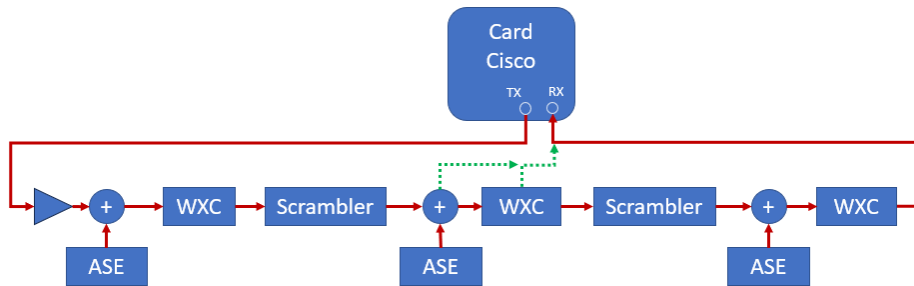 Card
Cisco
TX RX
+ WXC Scrambler + WXC Scrambler + WXC
ASE ASE ASE